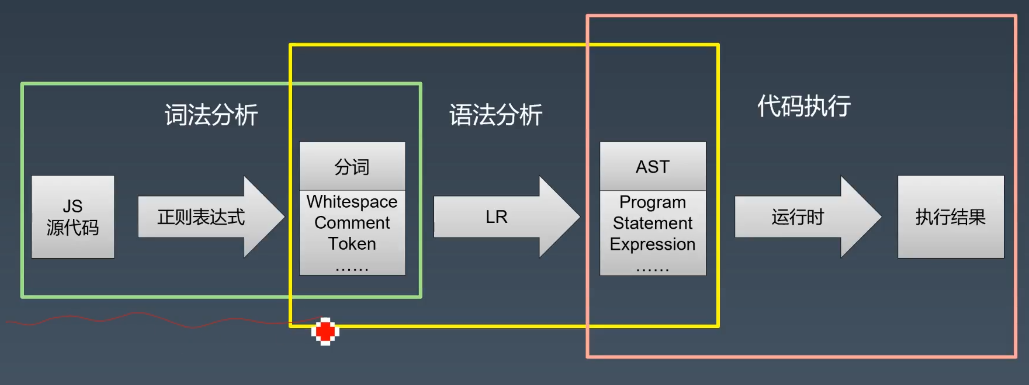 词法分析
语法分析
代码执行
JS
源代码
正则表达式
分词
Whitespace
Comment
Token
……
LR
AST
Program
Statement
Expression
……
运行时
执行结果